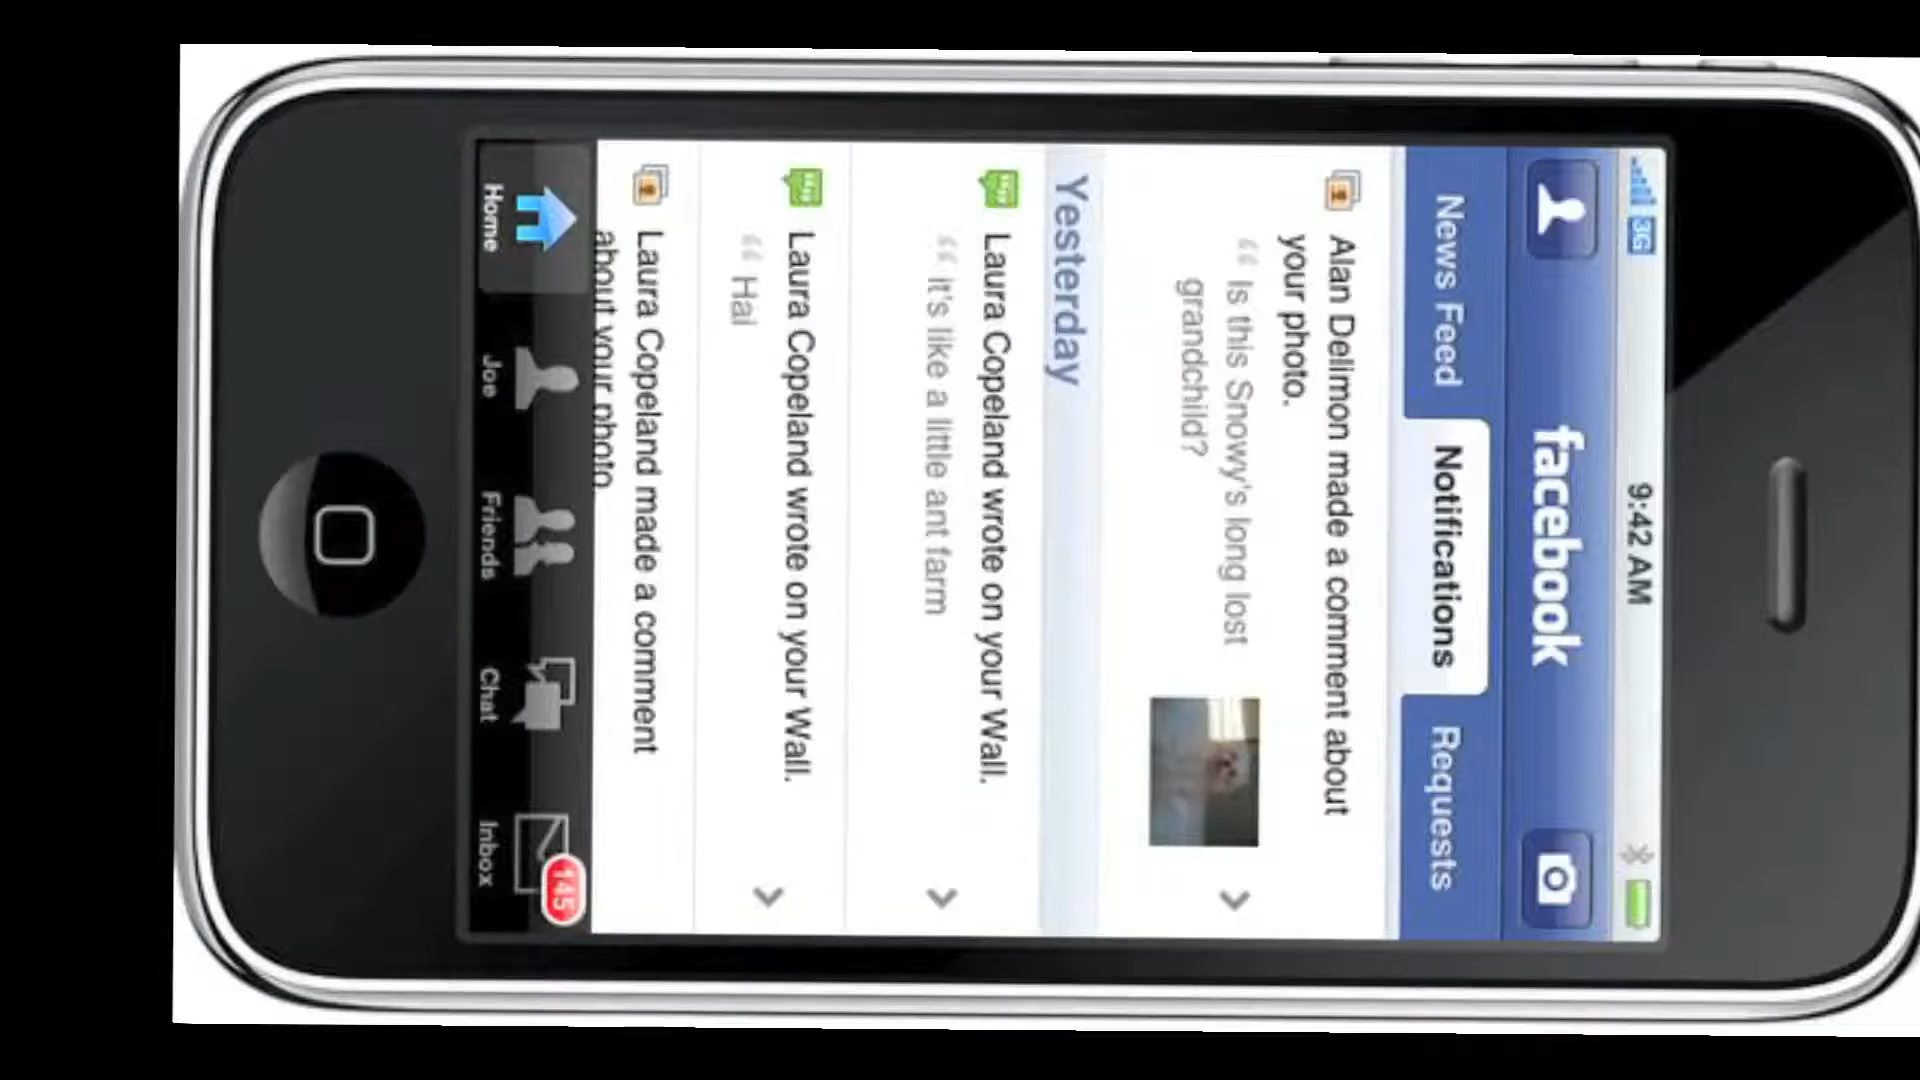 3G 9:42 AM
facebook
News Feed Notifications Requests
Alan Delimon made a comment about
your photo.
“ Is this Snowy's long lost
grandchild?
Yesterday
Laura Copeland wrote on your Wall.
“ it's like a little ant farm
Laura Copeland wrote on your Wall.
“ Ha!
Laura Copeland made a comment
about your photo.
145
Home Joe Friends Chat Inbox